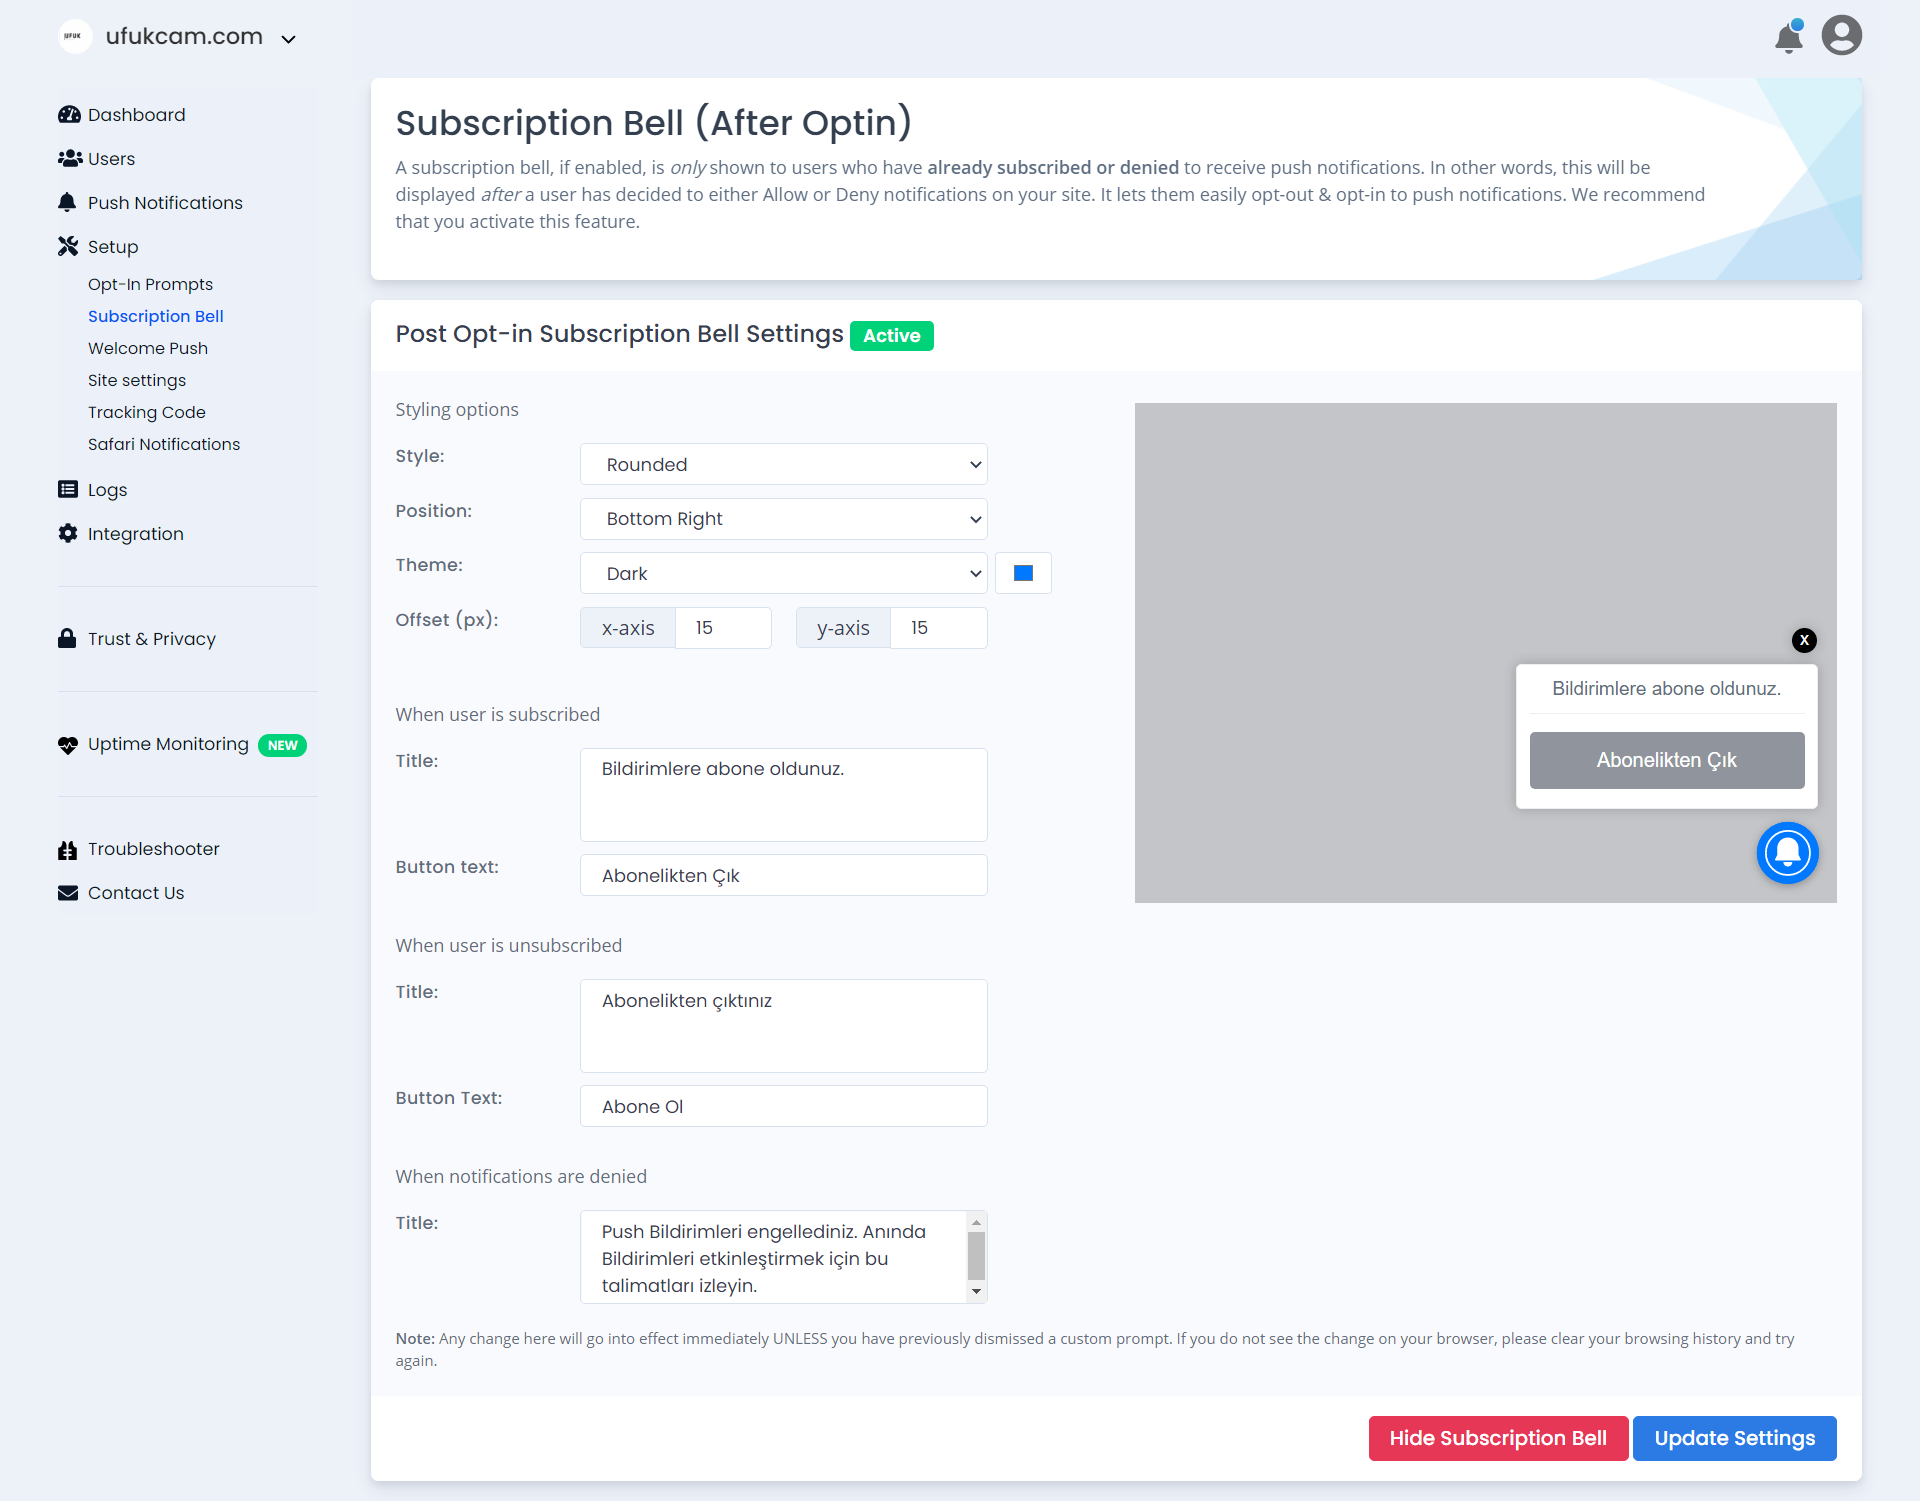 UFUK
ufukcam.com
Dashboard
Users
Push Notifications
Setup
Opt-In Prompts
Subscription Bell
Welcome Push
Site settings
Tracking Code
Safari Notifications
Logs
Integration
Trust & Privacy
Uptime Monitoring NEW
Troubleshooter
Contact Us
Subscription Bell (After Optin)
A subscription bell, if enabled, is only shown to users who have already subscribed or denied to receive push notifications. In other words, this will be
displayed after a user has decided to either Allow or Deny notifications on your site. It lets them easily opt-out & opt-in to push notifications. We recommend
that you activate this feature.
Post Opt-in Subscription Bell Settings Active
Styling options
Style: Rounded
Position: Bottom Right
Theme: Dark
Offset (px): x-axis 15 y-axis 15
When user is subscribed
Title: Bildirimlere abone oldunuz.
Button text: Abonelikten Çık
When user is unsubscribed
Title: Abonelikten çıktınız
Button Text: Abone Ol
When notifications are denied
Title: Push Bildirimleri engellediniz. Anında
Bildirimleri etkinleştirmek için bu
talimatları izleyin.
X
Bildirimlere abone oldunuz.
Abonelikten Çık
Note: Any change here will go into effect immediately UNLESS you have previously dismissed a custom prompt. If you do not see the change on your browser, please clear your browsing history and try
again.
Hide Subscription Bell Update Settings